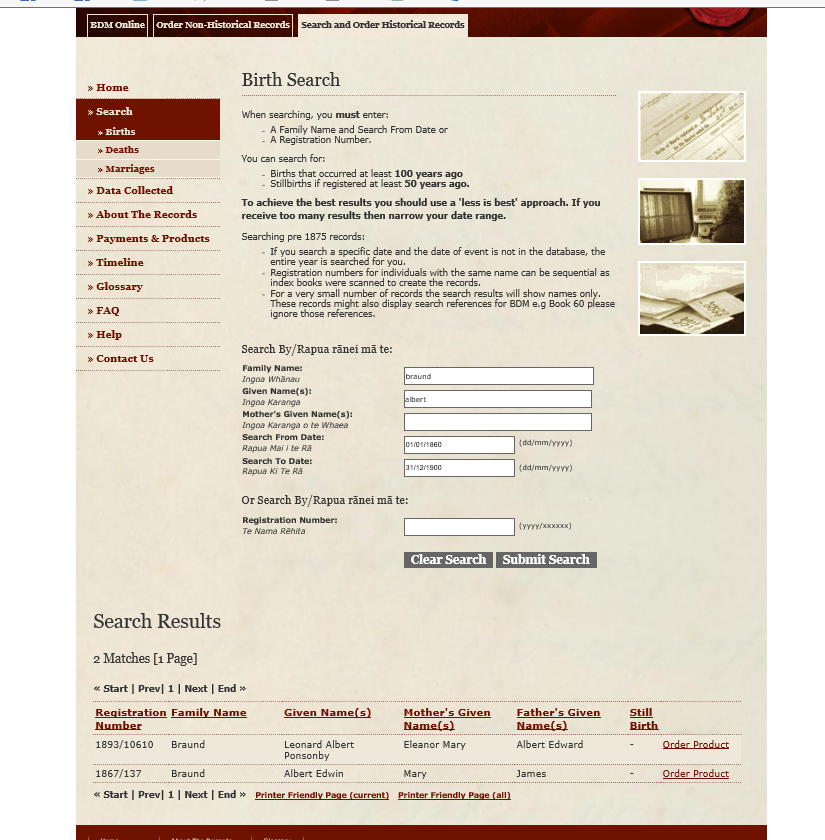 BDM Online
Order Non-Historical Records
Search and Order Historical Records
» Home
» Search
» Births
» Deaths
» Marriages
» Data Collected
» About The Records
» Payments & Products
» Timeline
» Glossary
» FAQ
» Help
» Contact Us
Birth Search
When searching, you must enter:
- A Family Name and Search From Date or
- A Registration Number.
You can search for:
- Births that occurred at least 100 years ago
- Stillbirths if registered at least 50 years ago.
To achieve the best results you should use a 'less is best' approach. If you
receive too many results then narrow your date range.
Searching pre 1875 records:
- If you search a specific date and the date of event is not in the database, the
entire year is searched for you.
- Registration numbers for individuals with the same name can be sequential as
index books were scanned to create the records.
- For a very small number of records the search results will show names only.
These records might also display search references for BDM e.g Book 60 please
ignore those references.
Search By/Rapua rānei mā te:
Family Name:
Ingoa Whānau
braund
Given Name(s):
Ingoa Karanga
albert
Mother's Given Name(s):
Ingoa Karanga o te Whaea
Search From Date:
Rapua Mai i te Rā
01/01/1860 (dd/mm/yyyy)
Search To Date:
Rapua Ki Te Rā
31/12/1900 (dd/mm/yyyy)
Or Search By/Rapua rānei mā te:
Registration Number:
Te Nama Rēhita
(yyyy/xxxxxx)
Clear Search Submit Search
Search Results
2 Matches [1 Page]
« Start | Prev| 1 | Next | End »
Registration Number Family Name Given Name(s) Mother's Given Name(s) Father's Given Name(s) Still Birth
1893/10610 Braund Leonard Albert Ponsonby Eleanor Mary Albert Edward - Order Product
1867/137 Braund Albert Edwin Mary James - Order Product
« Start | Prev| 1 | Next | End » Printer Friendly Page (current) Printer Friendly Page (all)